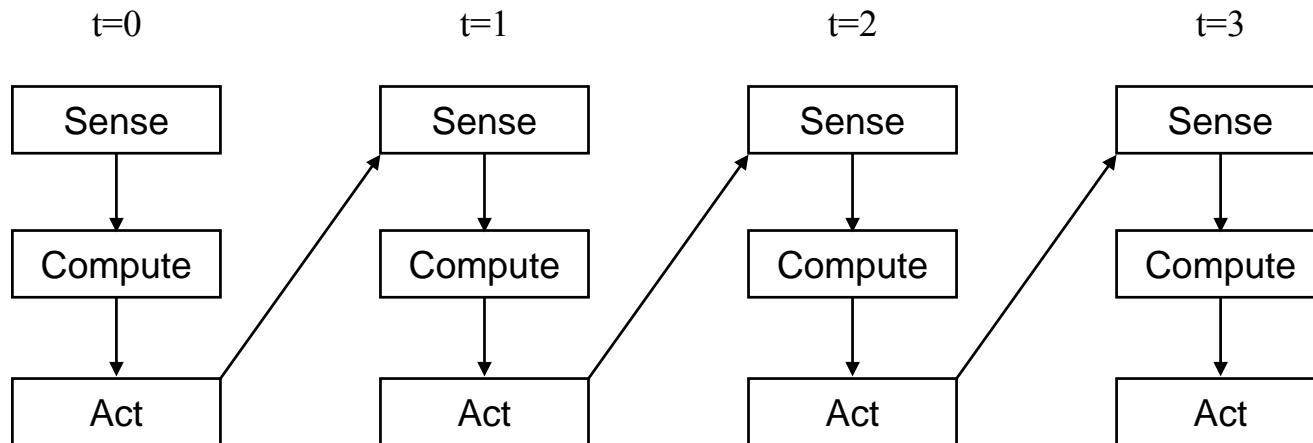 t=0 t=1 t=2 t=3
Sense Sense Sense Sense
Compute Compute Compute Compute
Act Act Act Act